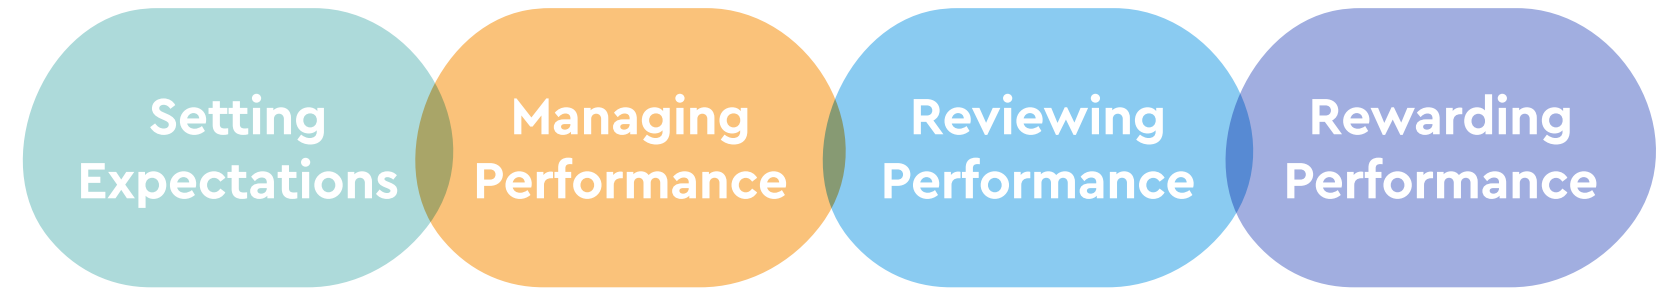 Setting
Expectations
Managing
Performance
Reviewing
Performance
Rewarding
Performance